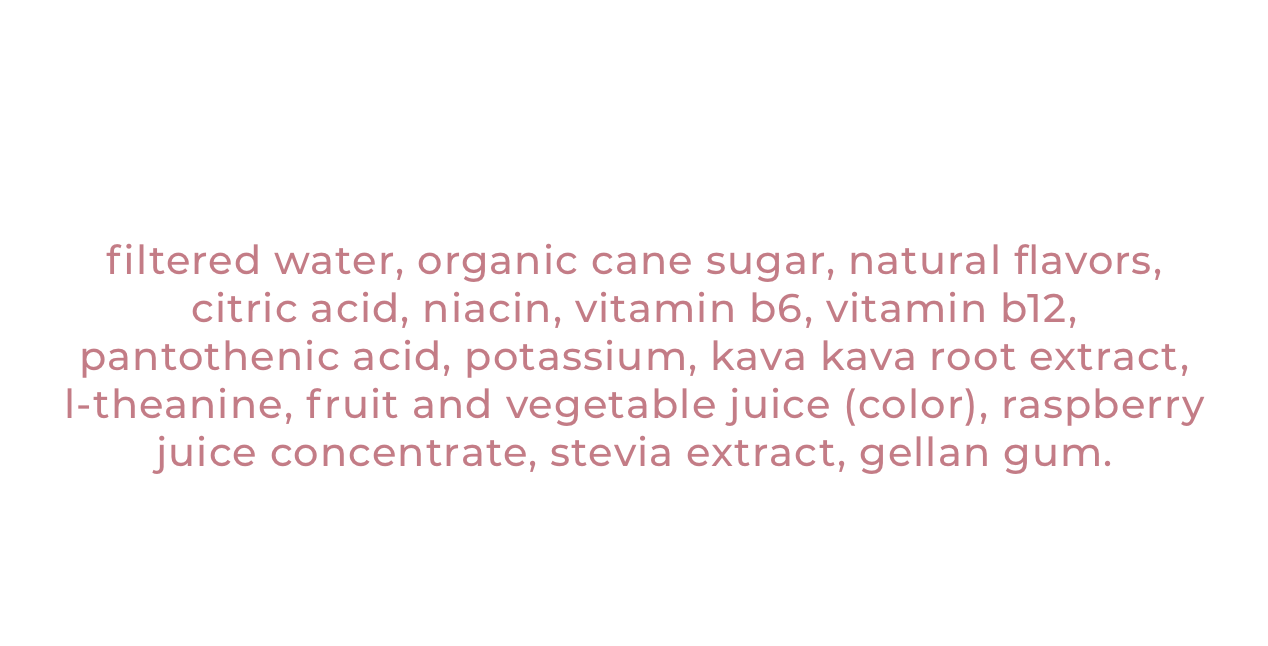 filtered water, organic cane sugar, natural flavors,
citric acid, niacin, vitamin b6, vitamin b12,
pantothenic acid, potassium, kava kava root extract,
l-theanine, fruit and vegetable juice (color), raspberry
juice concentrate, stevia extract, gellan gum.